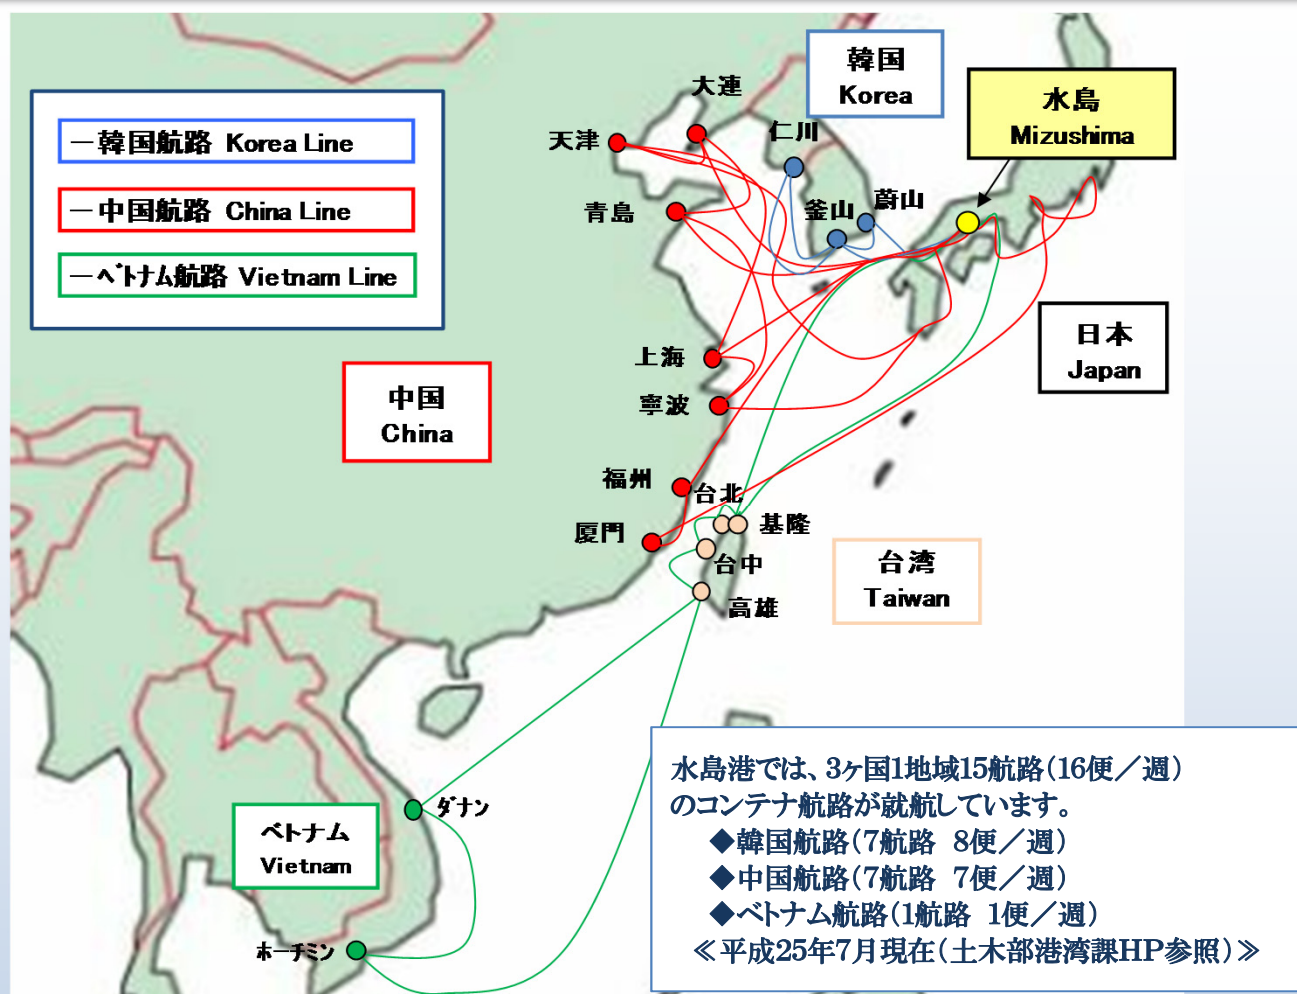 韓国
Korea
水島
Mizushima
大連
仁川
天津
青島
釜山
蔚山
―韓国航路 Korea Line
―中国航路 China Line
―ベトナム航路 Vietnam Line
日本
Japan
上海
寧波
中国
China
福州
台北
厦門
基隆
台中
高雄
台湾
Taiwan
ダナン
ベトナム
Vietnam
ホーチミン
水島港では、3ヶ国1地域15航路(16便／週)
のコンテナ航路が就航しています。
◆韓国航路(7航路 8便／週)
◆中国航路(7航路 7便／週)
◆ベトナム航路(1航路 1便／週)
≪平成25年7月現在(土木部港湾課HP参照)≫